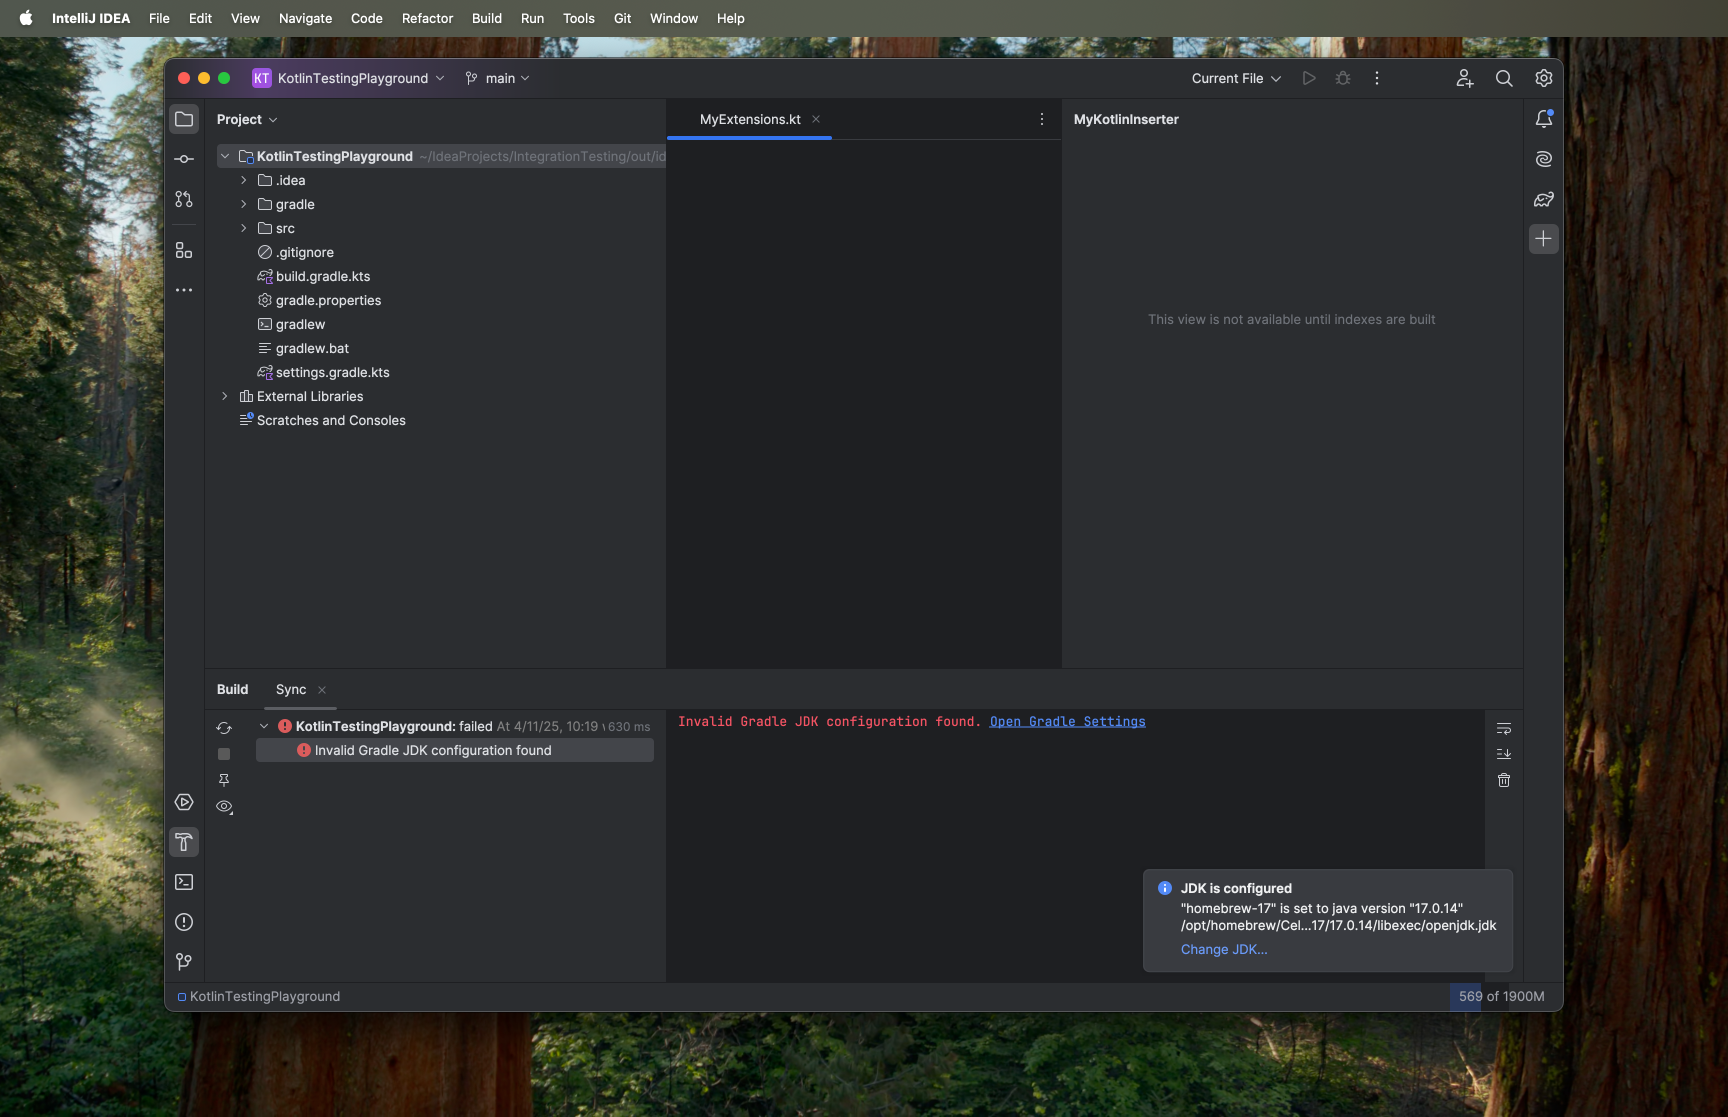 IntelliJ IDEA File Edit View Navigate Code Refactor Build Run Tools Git Window Help
KT KotlinTestingPlayground main Current File
Project
MyExtensions.kt
MyKotlinInserter
KotlinTestingPlayground ~/IdeaProjects/IntegrationTesting/out/id
.idea
gradle
src
.gitignore
build.gradle.kts
gradle.properties
gradlew
gradlew.bat
settings.gradle.kts
External Libraries
Scratches and Consoles
This view is not available until indexes are built
Build Sync
KotlinTestingPlayground: failed At 4/11/25, 10:19 630 ms
Invalid Gradle JDK configuration found
Invalid Gradle JDK configuration found. Open Gradle Settings
JDK is configured
"homebrew-17" is set to java version "17.0.14"
/opt/homebrew/Cel...17/17.0.14/libexec/openjdk.jdk
Change JDK...
KotlinTestingPlayground
569 of 1900M